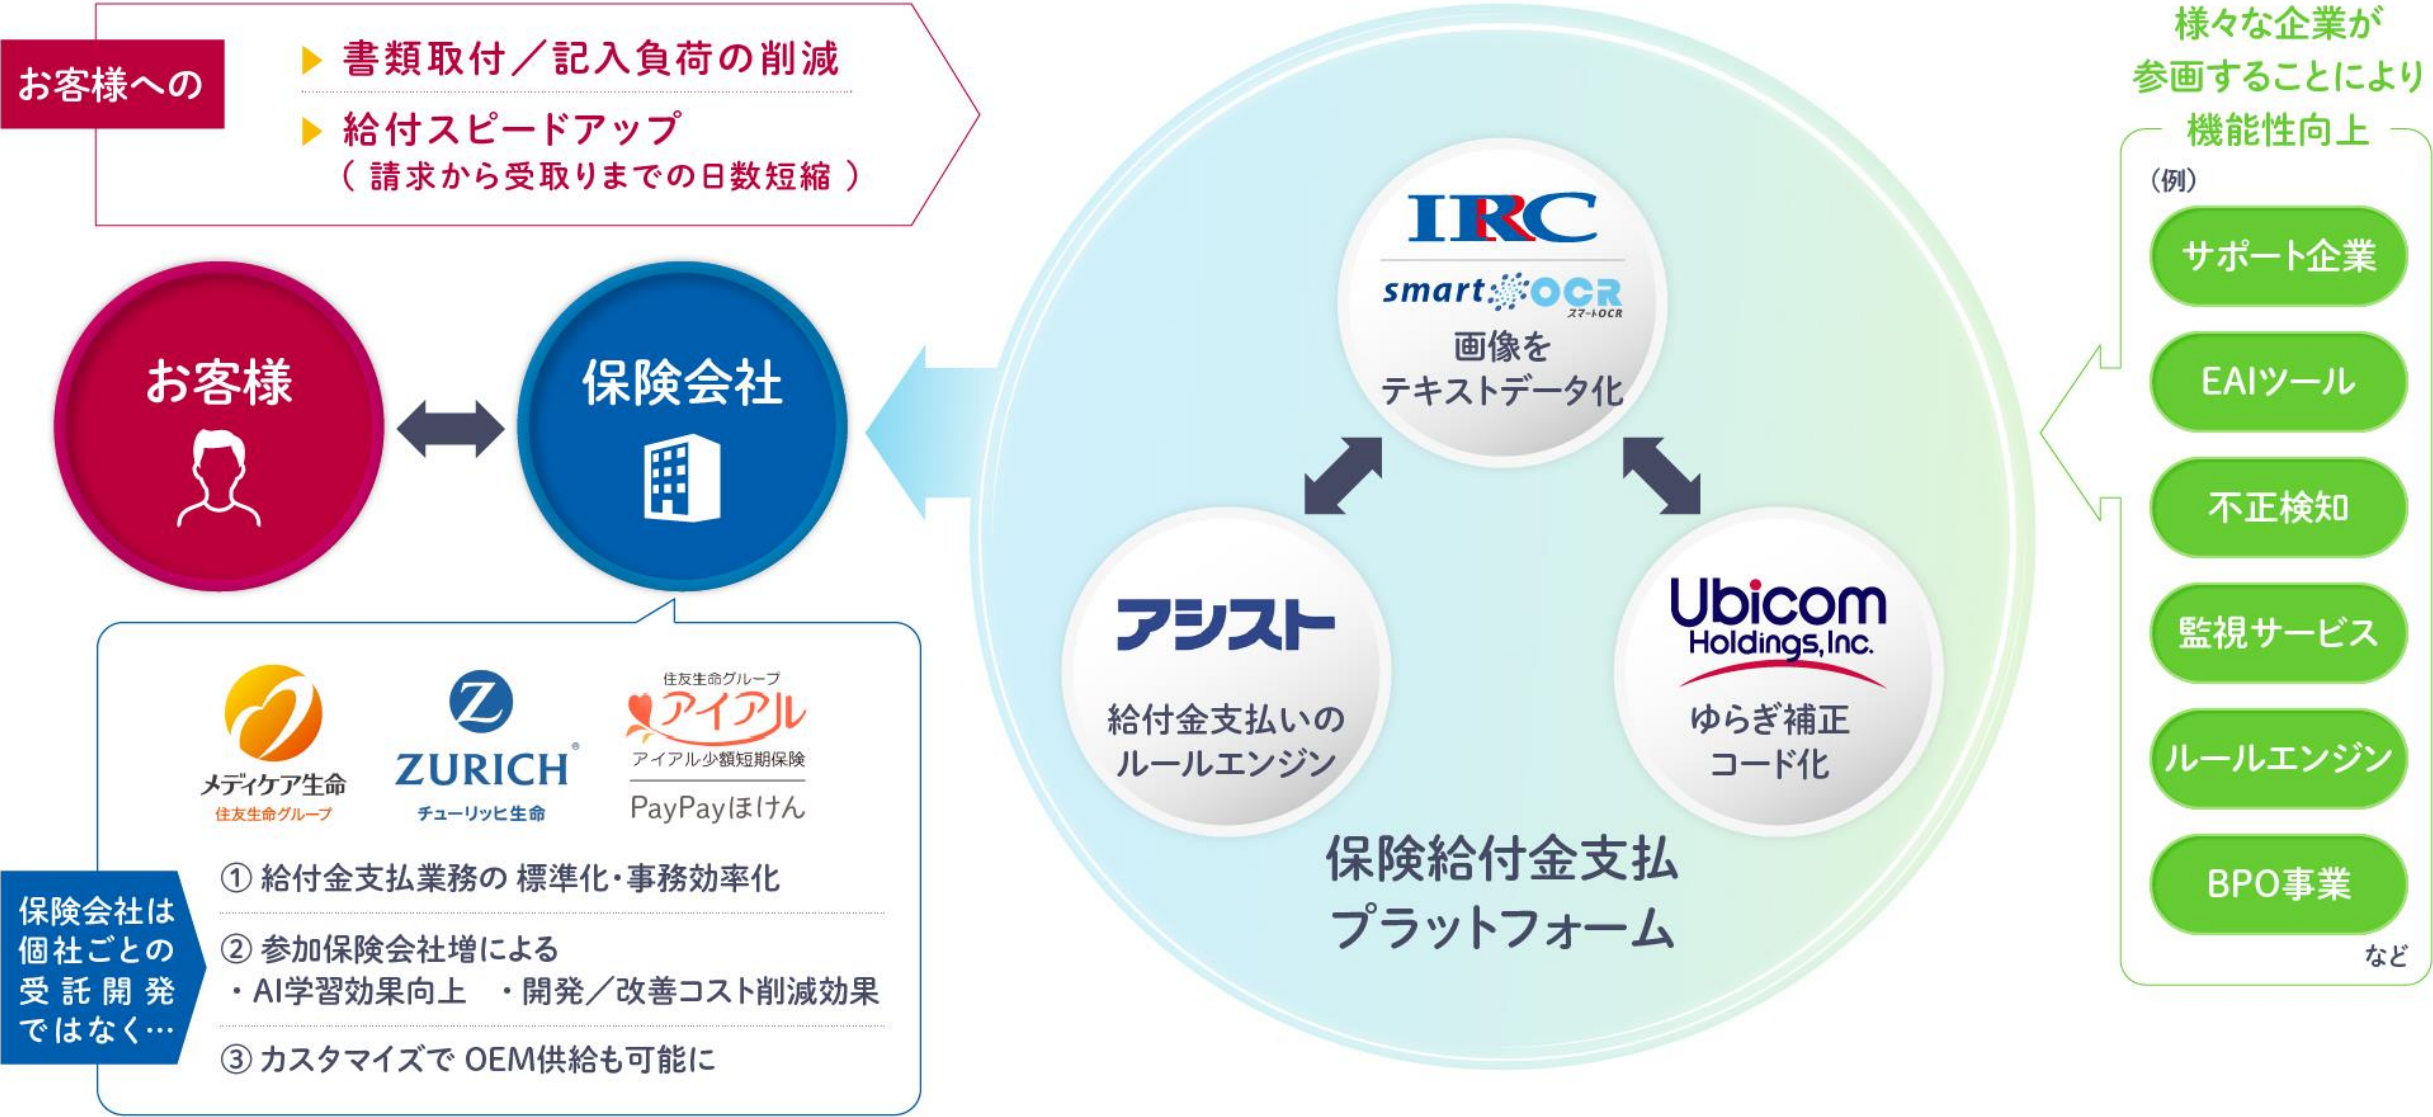 お客様への
書類取付／記入負荷の削減
給付スピードアップ
（ 請求から受取りまでの日数短縮 ）
お客様
保険会社
メディケア生命
住友生命グループ
Z
ZURICH®
チューリッヒ生命
住友生命グループ
アイアル
アイアル少額短期保険
PayPayほけん
保険会社は
個社ごとの
受託開発
ではなく…
① 給付金支払業務の 標準化・事務効率化
② 参加保険会社増による
・AI学習効果向上　・開発／改善コスト削減効果
③ カスタマイズで OEM供給も可能に
IRC
smart OCR
スマートOCR
画像を
テキストデータ化
アシスト
給付金支払いの
ルールエンジン
Ubicom
Holdings,Inc.
ゆらぎ補正
コード化
保険給付金支払
プラットフォーム
様々な企業が
参画することにより
機能性向上
（例）
サポート企業
EAIツール
不正検知
監視サービス
ルールエンジン
BPO事業
など